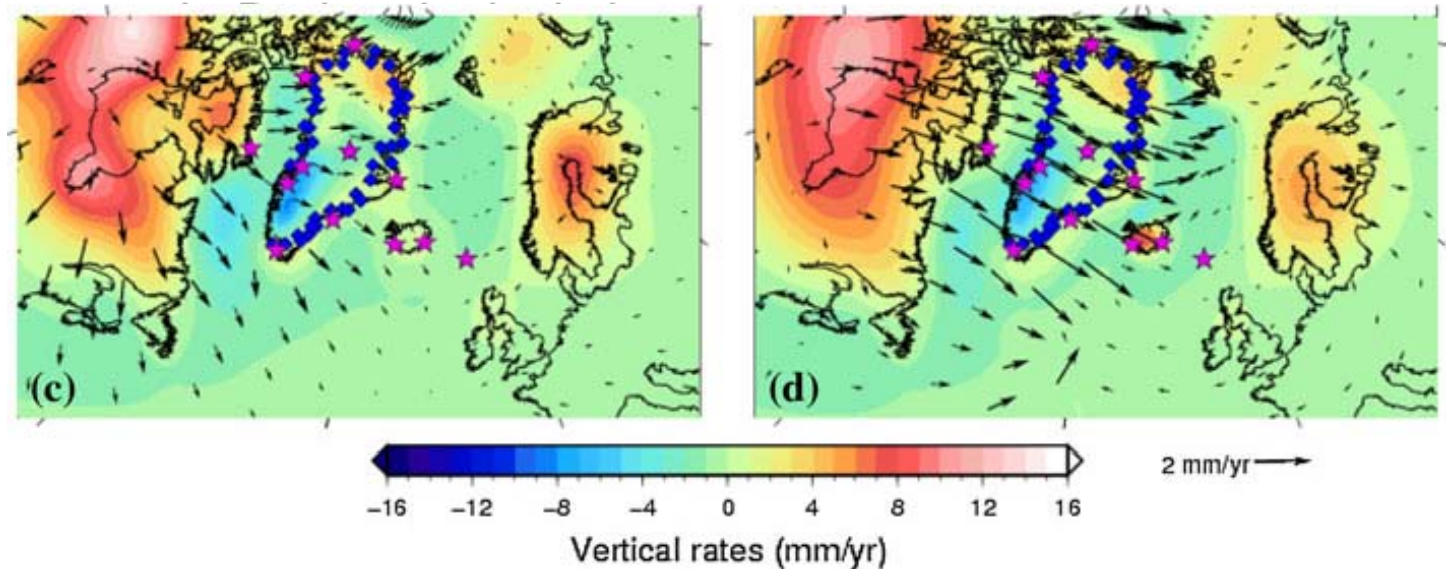 (c)
(d)
2 mm/yr
−16 −12 −8 −4 0 4 8 12 16
Vertical rates (mm/yr)